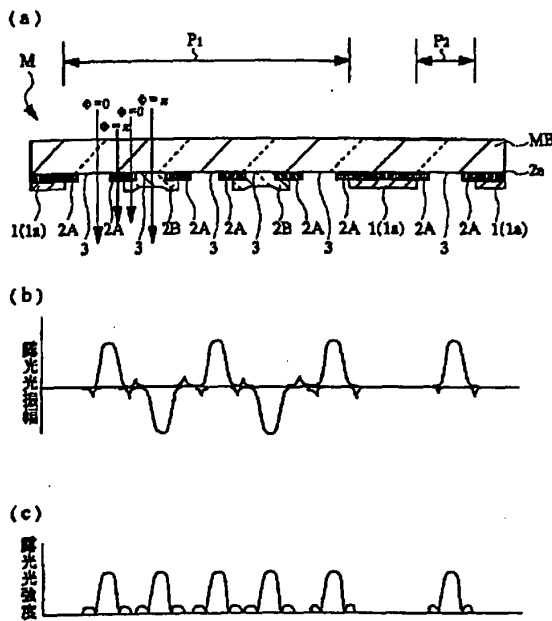 (a)
P1
P2
M
Φ=0
Φ=0 Φ=π
Φ=π
MB
2a
1(1a) 2A 2A 2B 2A 2A 2B 2A 2A 1(1a) 2A 2A 1(1a)
3 3 3 3 3 3
(b)
露光光振幅
(c)
露光光強度